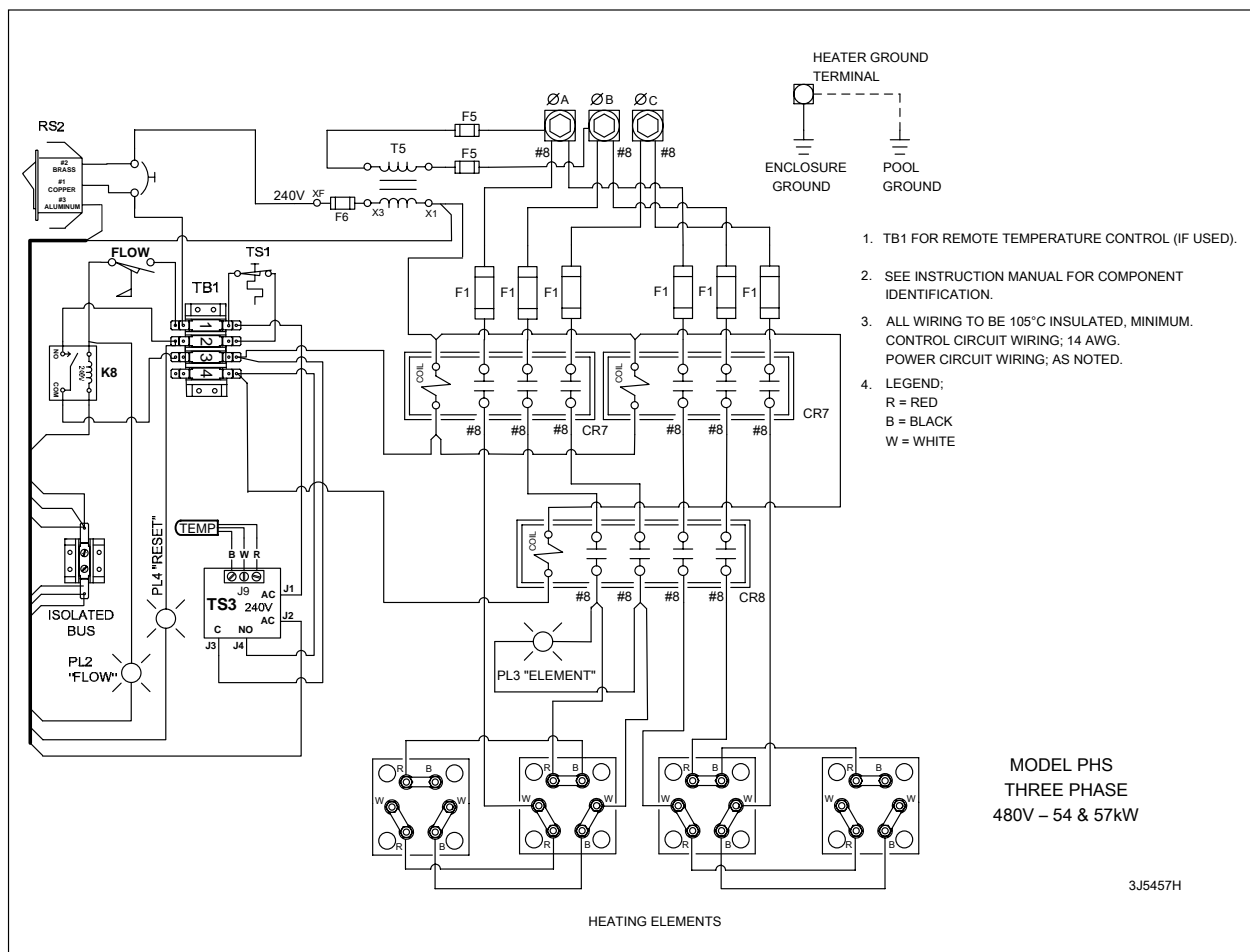 HEATER GROUND
TERMINAL
ENCLOSURE
GROUND
POOL
GROUND
ØA
ØB
ØC
#8
#8
#8
F5
F5
T5
RS2
#2
BRASS
#1
COPPER
#3
ALUMINUM
240V
XF
F6
X3
X1
FLOW
TS1
TB1
1
2
3
4
NO
COM
240V
K8
F1
F1
F1
F1
F1
F1
COIL
COIL
#8
#8
#8
CR7
#8
#8
#8
CR7
1. TB1 FOR REMOTE TEMPERATURE CONTROL (IF USED).
2. SEE INSTRUCTION MANUAL FOR COMPONENT
IDENTIFICATION.
3. ALL WIRING TO BE 105°C INSULATED, MINIMUM.
CONTROL CIRCUIT WIRING; 14 AWG.
POWER CIRCUIT WIRING; AS NOTED.
4. LEGEND;
R = RED
B = BLACK
W = WHITE
ISOLATED
BUS
PL4 "RESET"
PL2
"FLOW"
TEMP
B W R
J9
TS3
240V
AC
J1
AC
J2
C
NO
J3
J4
COIL
#8
#8
#8
#8
CR8
PL3 "ELEMENT"
R B
W W
R B
R B
W W
R B
R B
W W
R B
R B
W W
R B
HEATING ELEMENTS
MODEL PHS
THREE PHASE
480V – 54 & 57kW
3J5457H